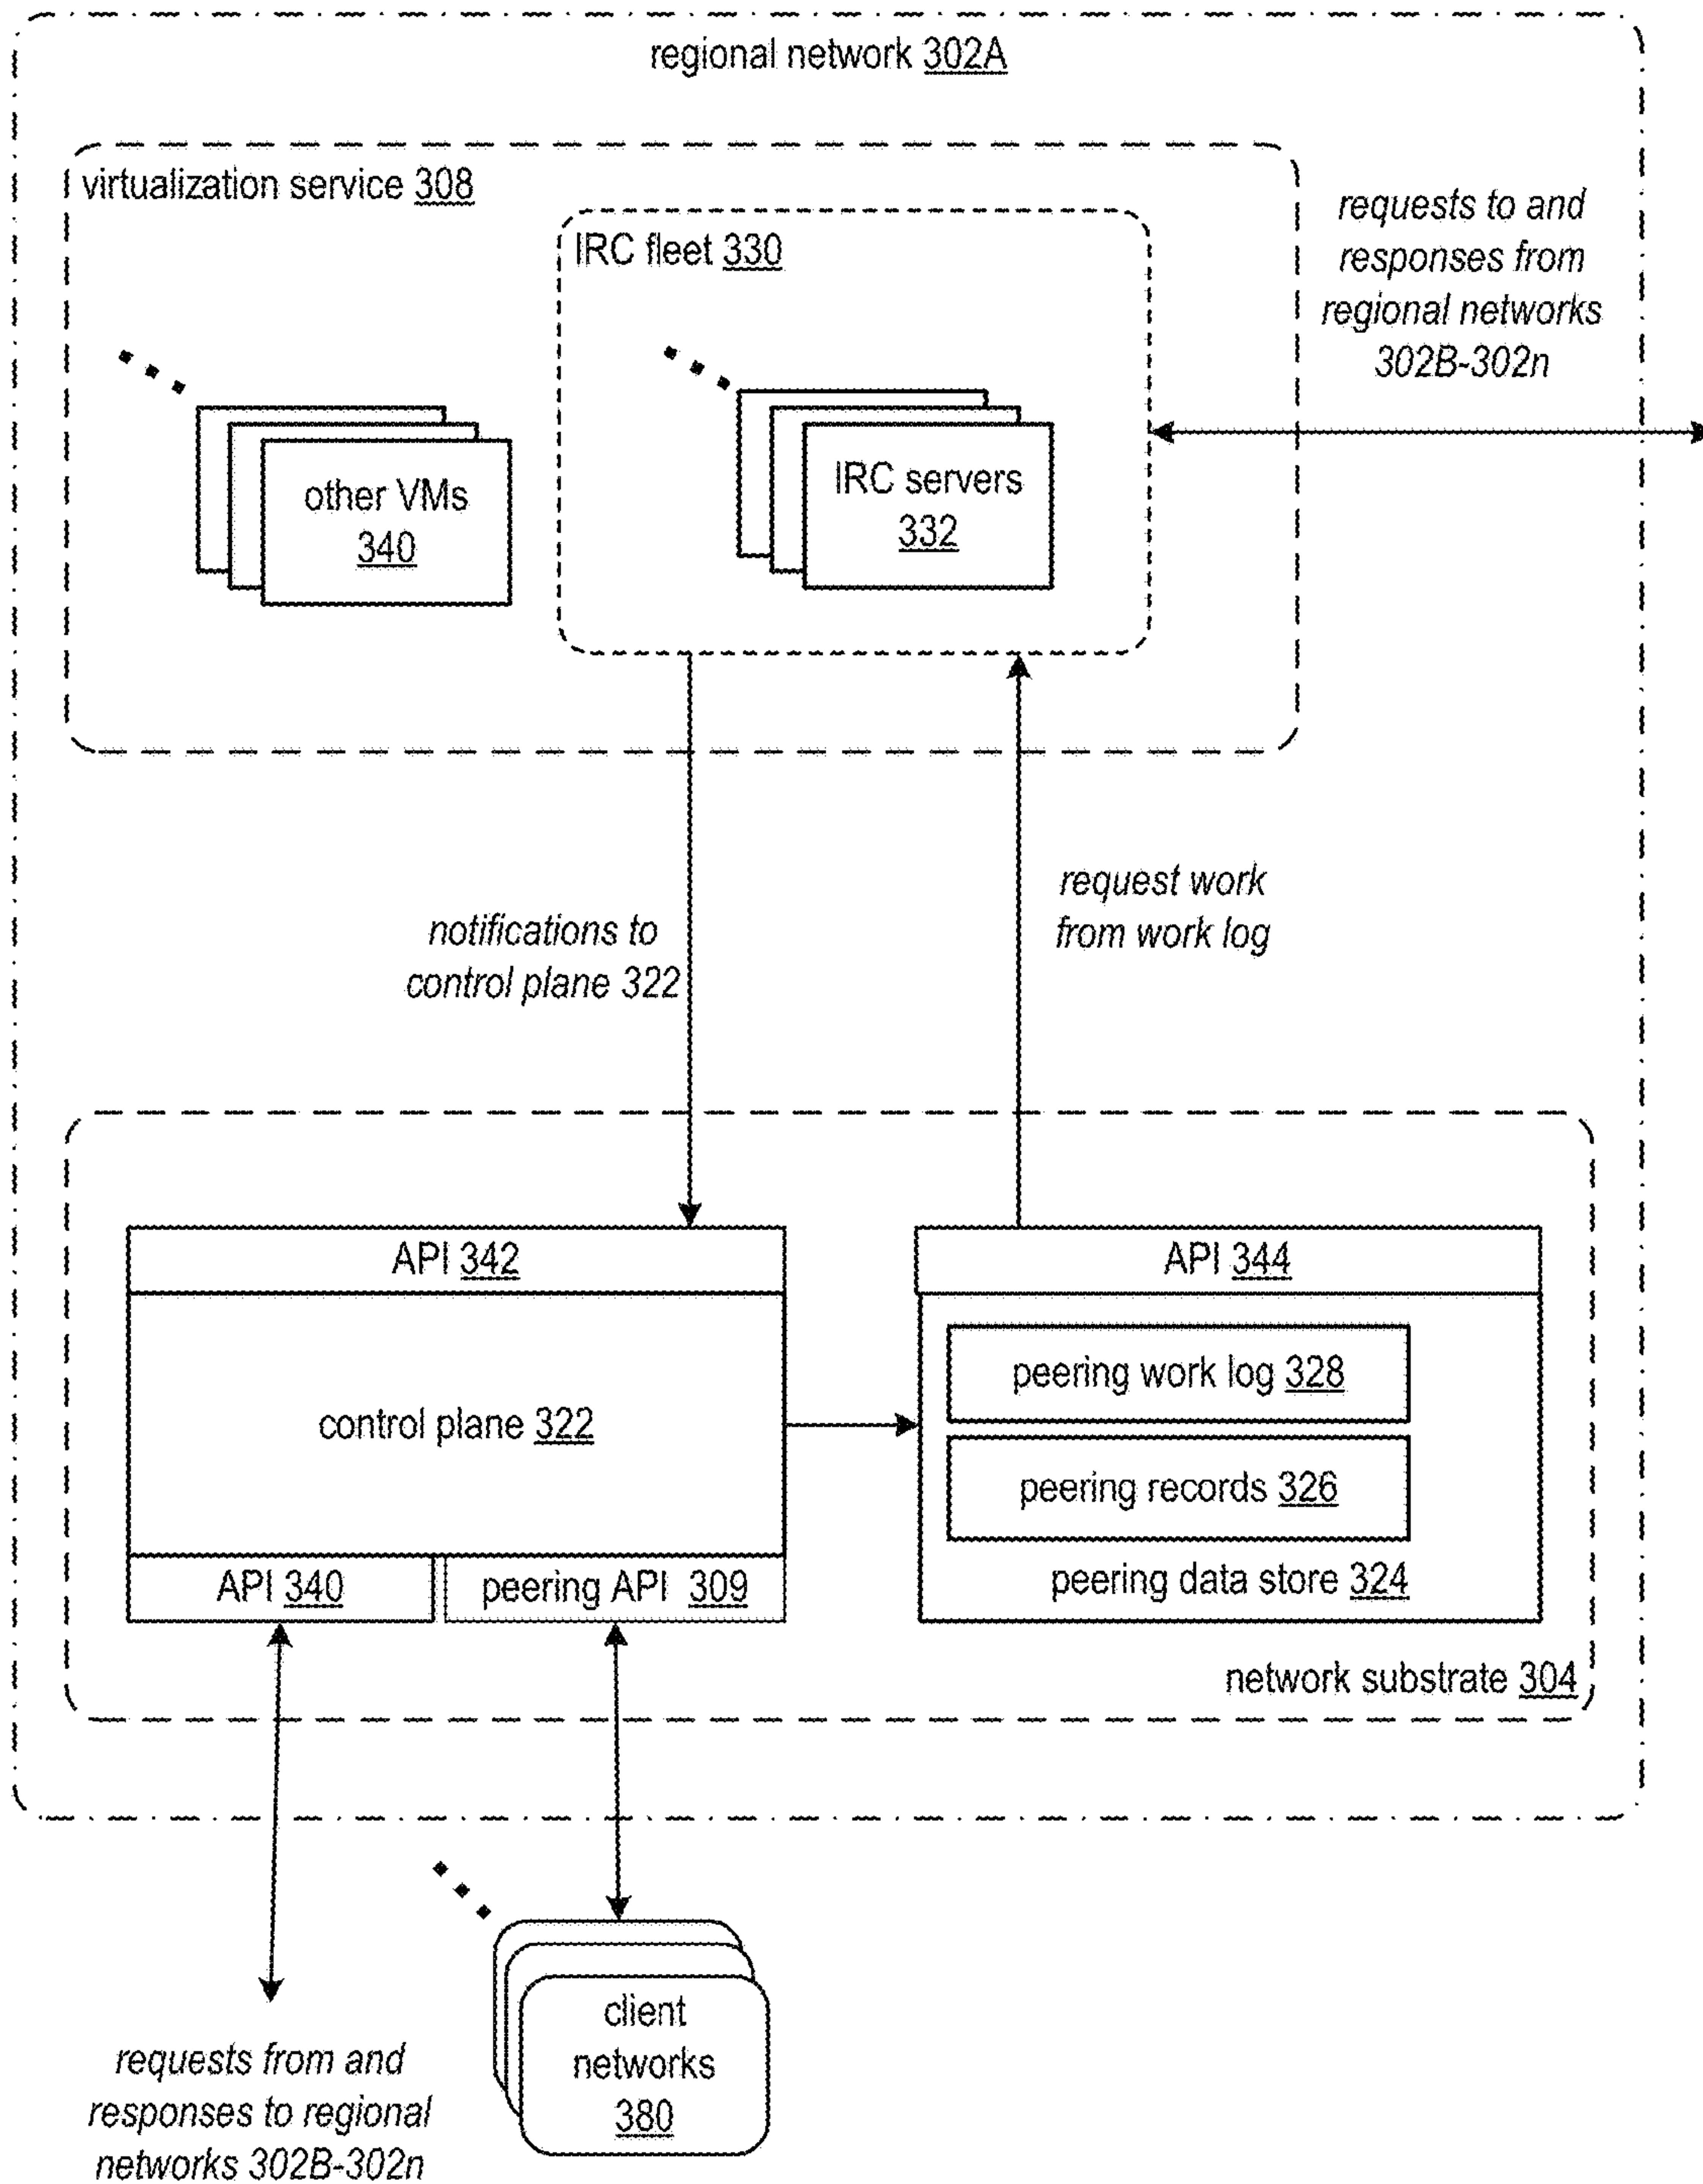 regional network 302A
virtualization service 308
IRC fleet 330
requests to and
responses from
regional networks
302B-302n
other VMs
340
IRC servers
332
notifications to
control plane 322
request work
from work log
API 342
control plane 322
API 340
peering API 309
API 344
peering work log 328
peering records 326
peering data store 324
network substrate 304
client
networks
380
requests from and
responses to regional
networks 302B-302n